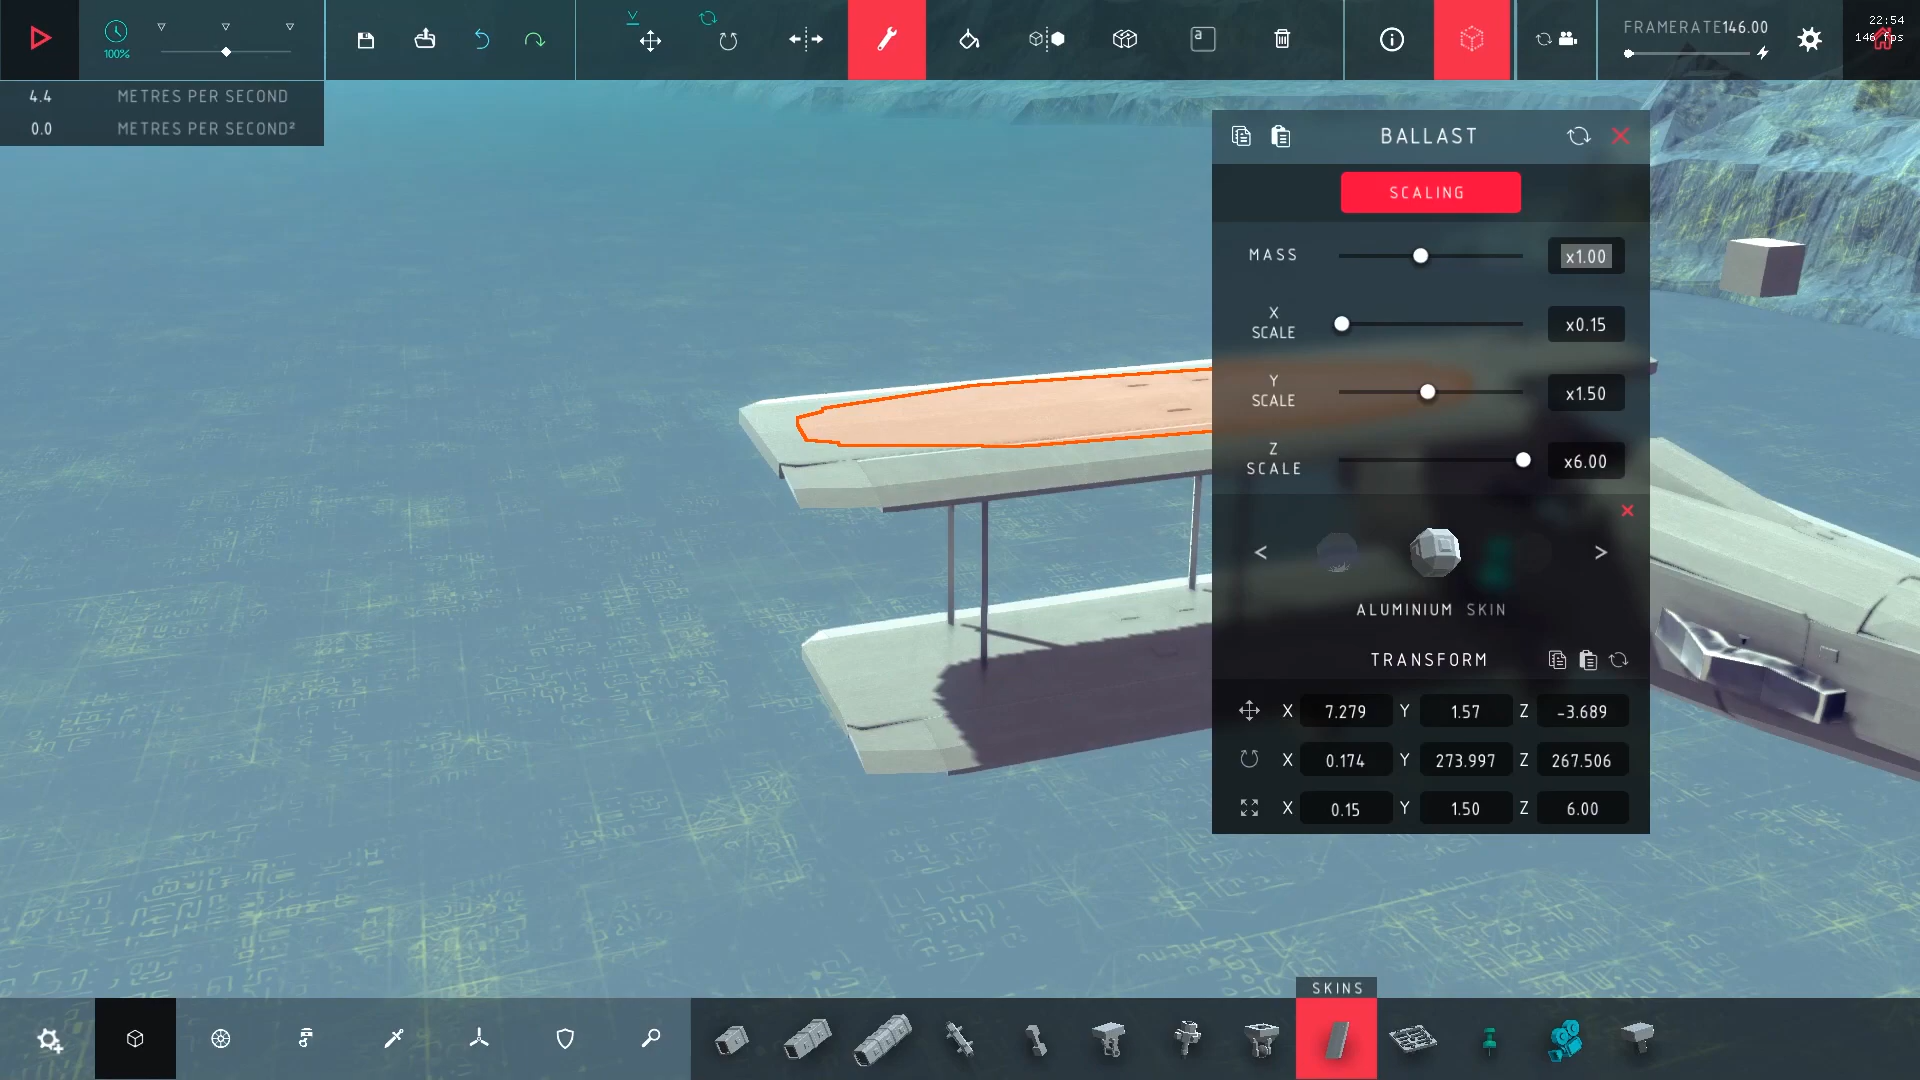 100%
FRAMERATE 146.00
22:54
146 fps
4.4 METRES PER SECOND
0.0 METRES PER SECOND²
BALLAST
SCALING
MASS x1.00
X SCALE x0.15
Y SCALE x1.50
Z SCALE x6.00
< >
ALUMINIUM SKIN
TRANSFORM
X 7.279 Y 1.57 Z -3.689
X 0.174 Y 273.997 Z 267.506
X 0.15 Y 1.50 Z 6.00
SKINS